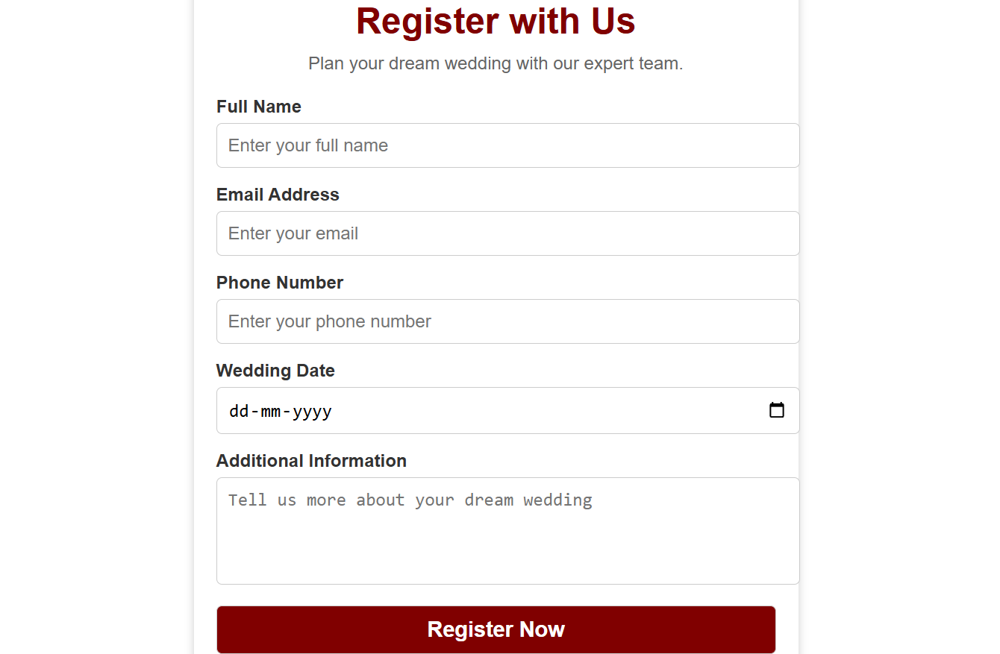 Register with Us
Plan your dream wedding with our expert team.
Full Name
Enter your full name
Email Address
Enter your email
Phone Number
Enter your phone number
Wedding Date
dd-mm-yyyy
Additional Information
Tell us more about your dream wedding
Register Now